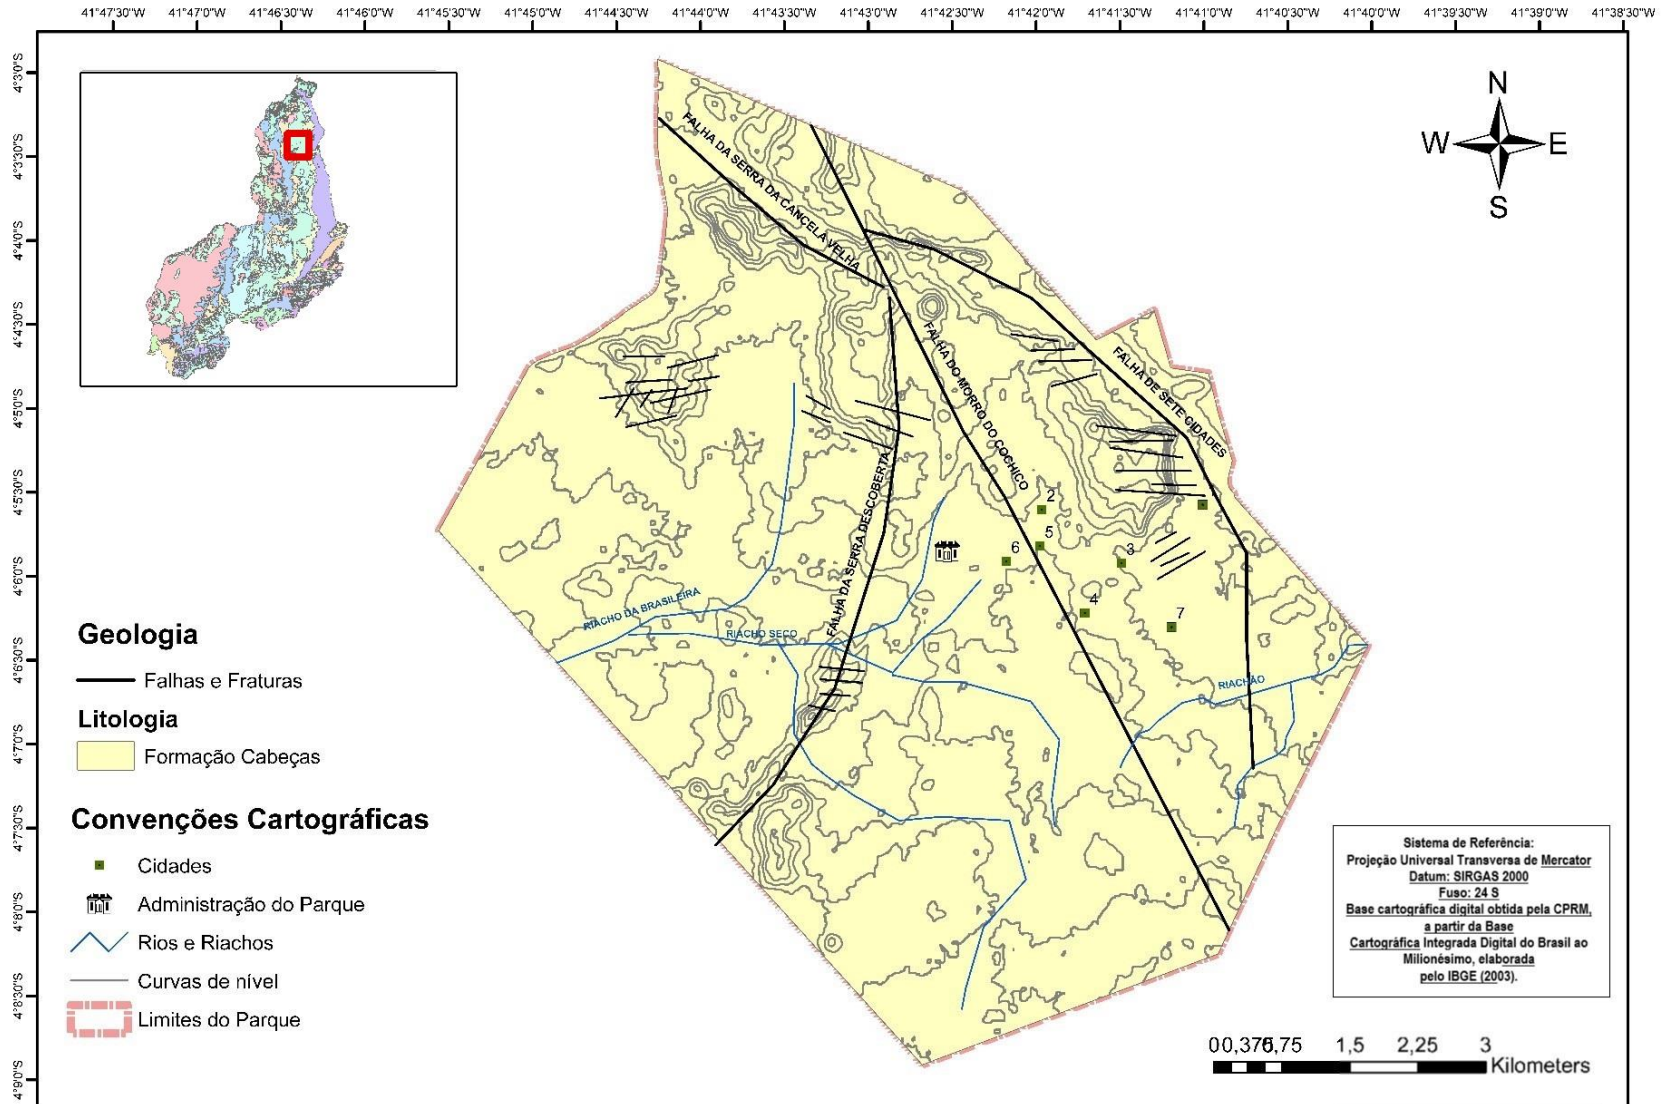 41°47'30"W 41°47'0"W 41°46'30"W 41°46'0"W 41°45'30"W 41°45'0"W 41°44'30"W 41°44'0"W 41°43'30"W 41°43'0"W 41°42'30"W 41°42'0"W 41°41'30"W 41°41'0"W 41°40'30"W 41°40'0"W 41°39'30"W 41°39'0"W 41°38'30"W
4°3'0"S
4°3'30"S
4°4'0"S
4°4'30"S
4°5'0"S
4°5'30"S
4°6'0"S
4°6'30"S
4°7'0"S
4°7'30"S
4°8'0"S
4°8'30"S
4°9'0"S
N
W E
S
FALHA DA SERRA DA CANCELA VELHA
FALHA DO MORRO DO COCHICO
FALHA DE SETE CIDADES
FALHA DA SERRA DESCOBERTA
2
5
6
3
4
7
RIACHO DA BRASILEIRA
RIACHO SECO
RIACHÃO
Geologia
Falhas e Fraturas
Litologia
Formação Cabeças
Convenções Cartográficas
Cidades
Administração do Parque
Rios e Riachos
Curvas de nível
Limites do Parque
Sistema de Referência:
Projeção Universal Transversa de Mercator
Datum: SIRGAS 2000
Fuso: 24 S
Base cartográfica digital obtida pela CPRM,
a partir da Base
Cartográfica Integrada Digital do Brasil ao
Milionésimo, elaborada
pelo IBGE (2003).
0 0,375 0,75 1,5 2,25 3
Kilometers